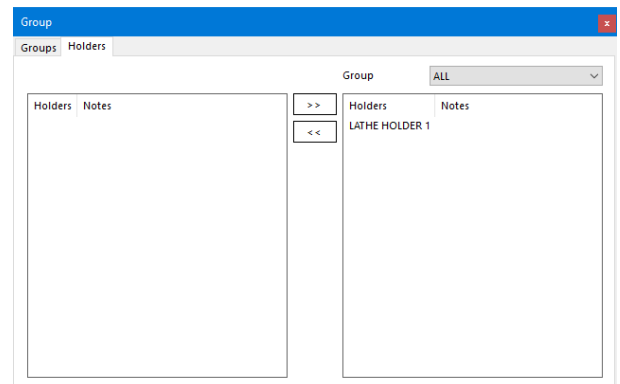 Group
Groups Holders
Group ALL
Holders Notes
>>
<<
Holders Notes
LATHE HOLDER 1